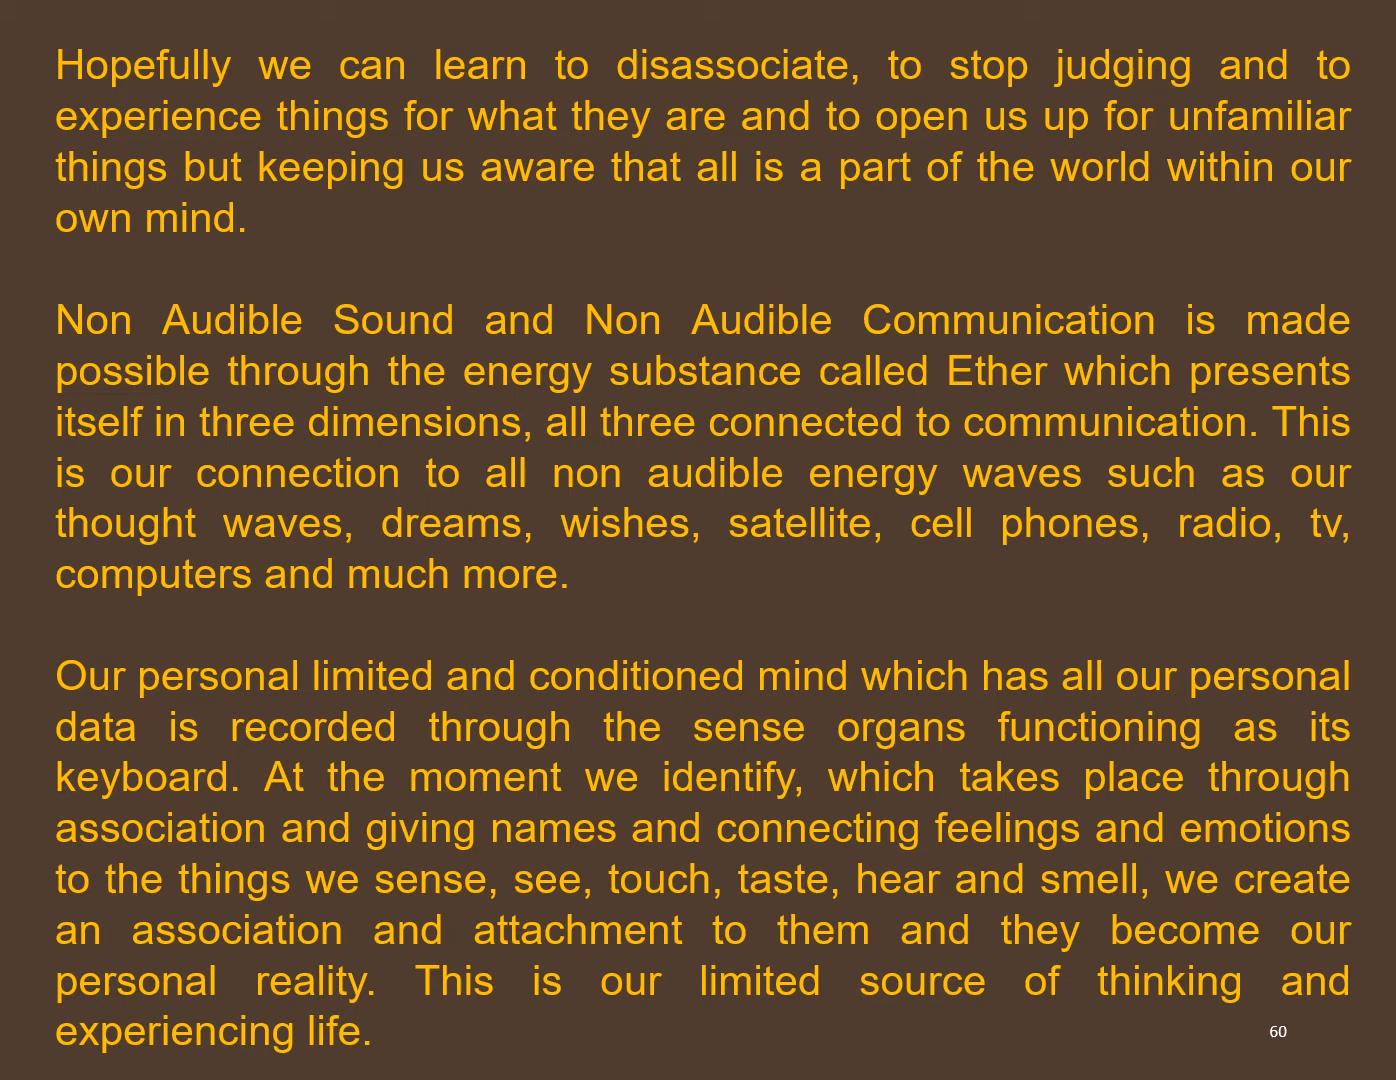 Hopefully we can learn to disassociate, to stop judging and to
experience things for what they are and to open us up for unfamiliar
things but keeping us aware that all is a part of the world within our
own mind.
Non Audible Sound and Non Audible Communication is made
possible through the energy substance called Ether which presents
itself in three dimensions, all three connected to communication. This
is our connection to all non audible energy waves such as our
thought waves, dreams, wishes, satellite, cell phones, radio, tv,
computers and much more.
Our personal limited and conditioned mind which has all our personal
data is recorded through the sense organs functioning as its
keyboard. At the moment we identify, which takes place through
association and giving names and connecting feelings and emotions
to the things we sense, see, touch, taste, hear and smell, we create
an association and attachment to them and they become our
personal reality. This is our limited source of thinking and
experiencing life.
60